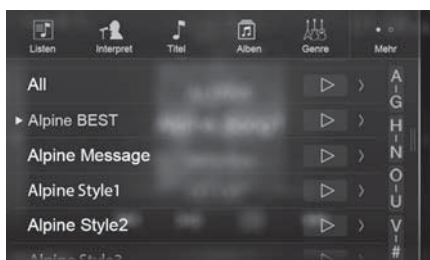 Listen Interpret Titel Alben Genre Mehr
All
Alpine BEST
Alpine Message
Alpine Style1
Alpine Style2
A
-
G
H
-
N
O
-
U
V
-
#